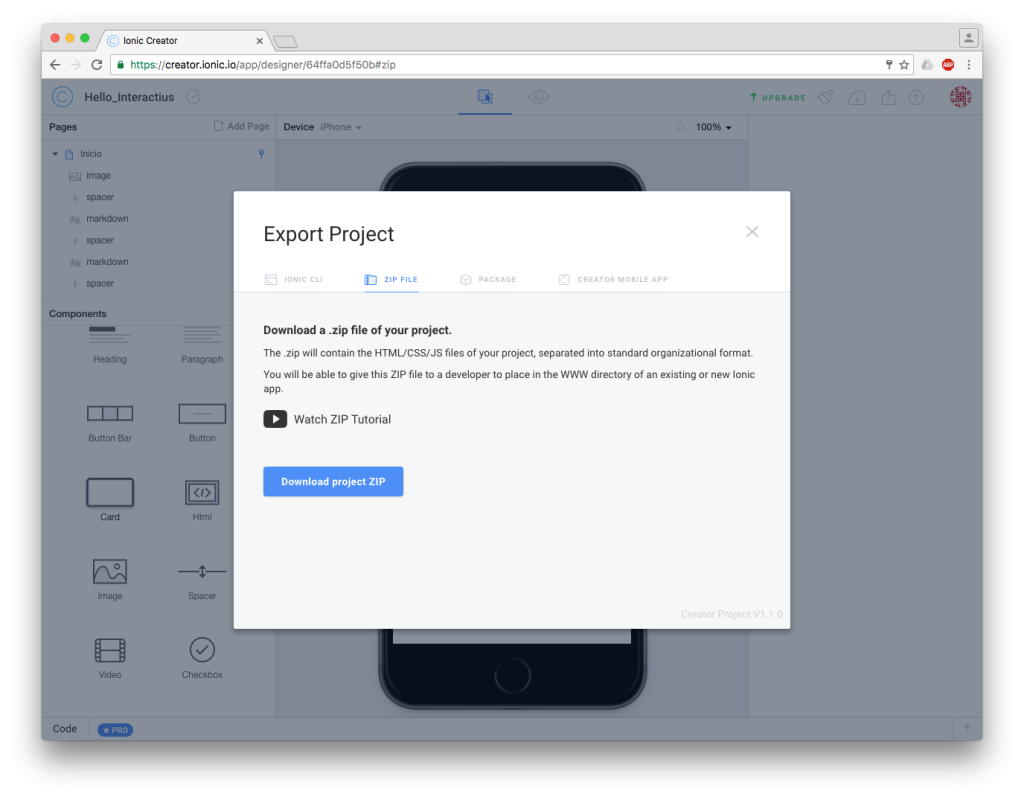 Ionic Creator
https://creator.ionic.io/app/designer/64ffa0d5f50b#zip
ABP
Hello_Interactius
UPGRADE
Pages
Add Page
Device iPhone
100%
Inicio
image
spacer
Aa markdown
spacer
Aa markdown
spacer
Components
Heading
Paragraph
Button Bar
Button
Card
Html
Image
Spacer
Video
Checkbox
Export Project
IONIC CLI
ZIP FILE
PACKAGE
CREATOR MOBILE APP
Download a .zip file of your project.
The .zip will contain the HTML/CSS/JS files of your project, separated into standard organizational format.
You will be able to give this ZIP file to a developer to place in the WWW directory of an existing or new Ionic
app.
Watch ZIP Tutorial
Download project ZIP
Creator Project V1.1.0
Code
PRO